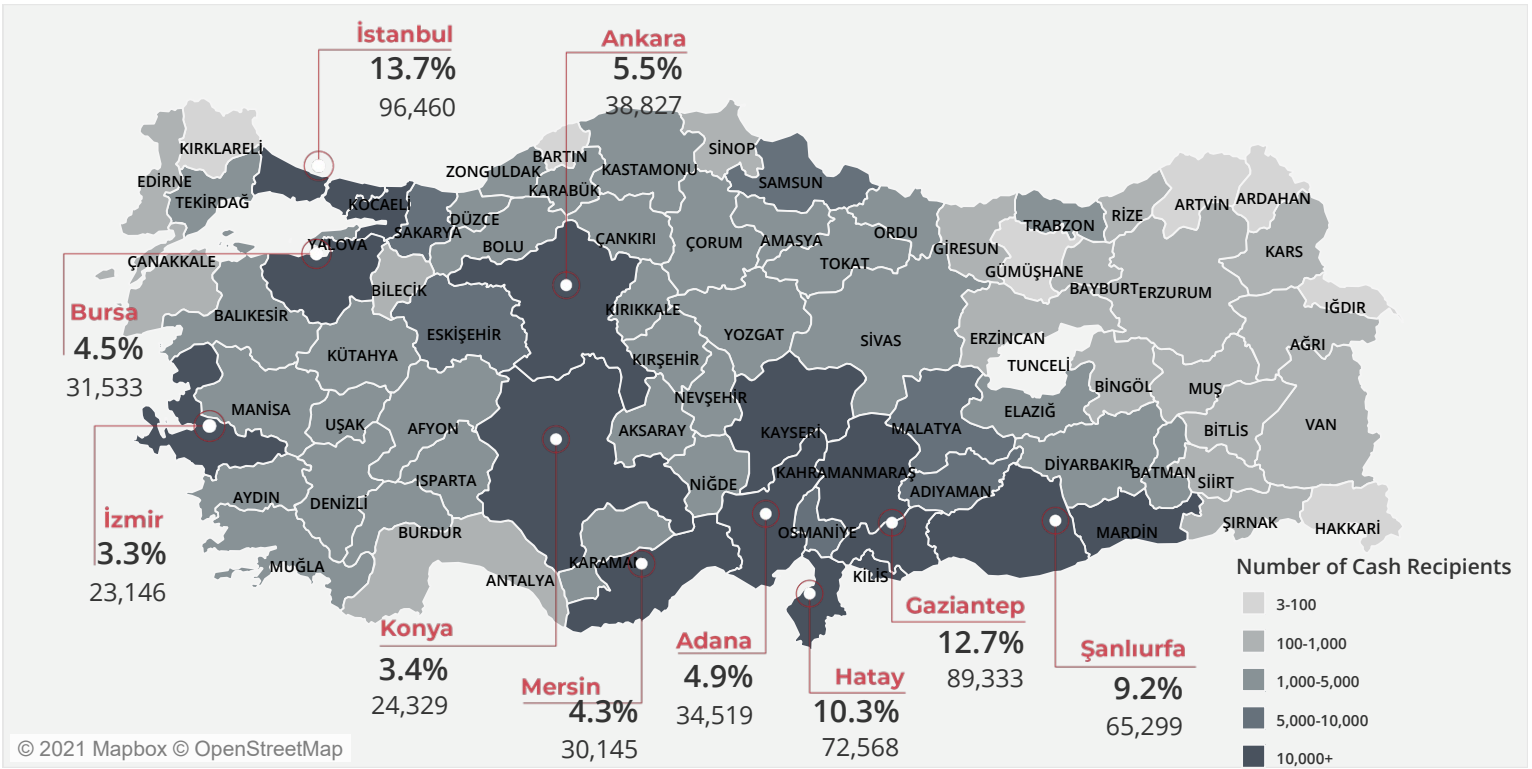 İstanbul
13.7%
96,460
Ankara
5.5%
38,827
KIRKLARELİ
EDİRNE
TEKİRDAĞ
KOCAELİ
SAKARYA
YALOVA
ÇANAKKALE
ZONGULDAK
BARTIN
KARABÜK
KASTAMONU
SİNOP
SAMSUN
DÜZCE
BOLU
ÇANKIRI
ÇORUM
AMASYA
ORDU
TOKAT
GİRESUN
TRABZON
RİZE
ARTVİN
ARDAHAN
KARS
GÜMÜŞHANE
BAYBURT
ERZURUM
IĞDIR
AĞRI
BİLECİK
BALIKESİR
ESKİŞEHİR
KÜTAHYA
KIRIKKALE
KIRŞEHİR
YOZGAT
SİVAS
ERZİNCAN
TUNCELİ
BİNGÖL
MUŞ
BİTLİS
VAN
Bursa
4.5%
31,533
MANİSA
UŞAK
AFYON
NEVŞEHİR
AKSARAY
KAYSERİ
MALATYA
ELAZIĞ
KAHRAMANMARAŞ
ADIYAMAN
DİYARBAKIR
BATMAN
SİİRT
AYDIN
DENİZLİ
ISPARTA
NİĞDE
OSMANİYE
MARDİN
ŞIRNAK
HAKKARİ
İzmir
3.3%
23,146
MUĞLA
BURDUR
ANTALYA
KARAMAN
KİLİS
Konya
3.4%
24,329
Mersin
4.3%
30,145
Adana
4.9%
34,519
Hatay
10.3%
72,568
Gaziantep
12.7%
89,333
Şanlıurfa
9.2%
65,299
Number of Cash Recipients
3-100
100-1,000
1,000-5,000
5,000-10,000
10,000+
© 2021 Mapbox © OpenStreetMap